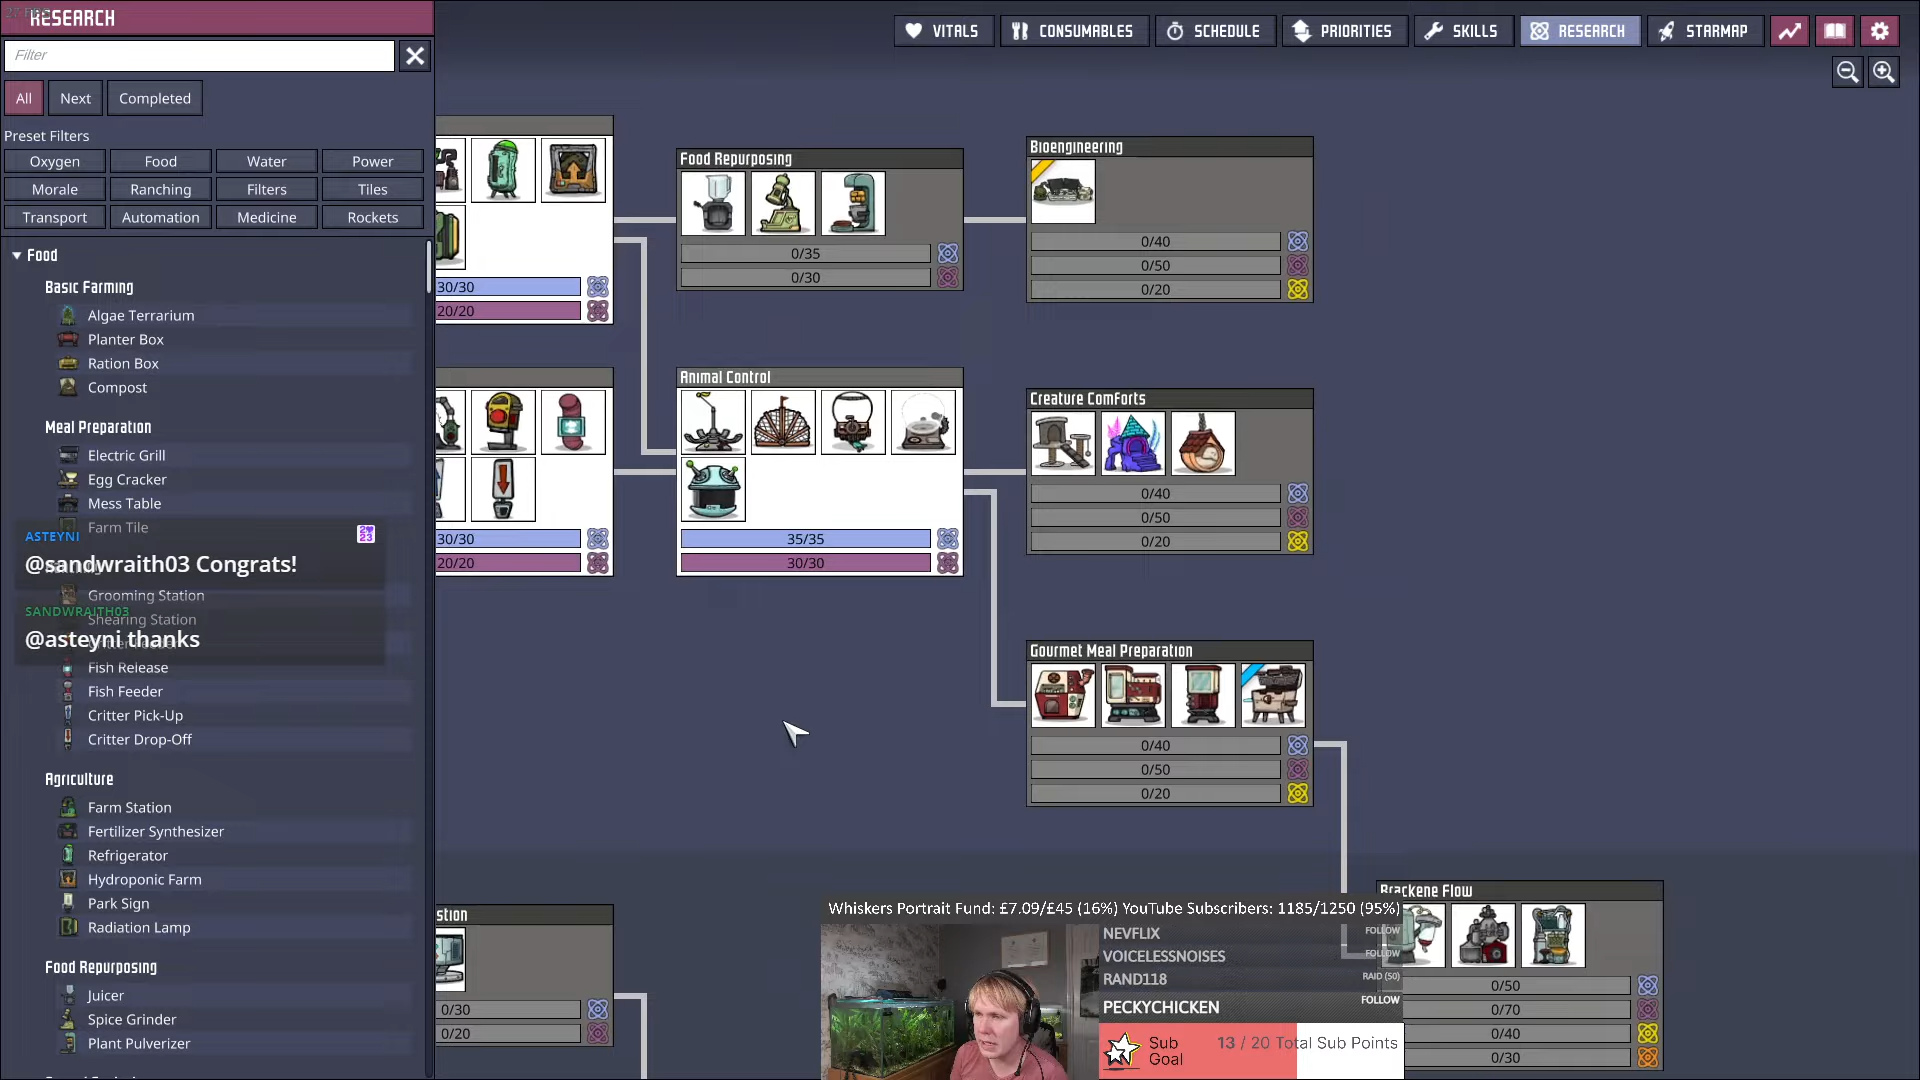 RESEARCH
Filter
All
Next
Completed
Preset Filters
Oxygen
Food
Water
Power
Morale
Ranching
Filters
Tiles
Transport
Automation
Medicine
Rockets
Food
Basic Farming
Algae Terrarium
Planter Box
Ration Box
Compost
Meal Preparation
Electric Grill
Egg Cracker
Mess Table
Farm Tile
ASTEYNI
@sandwraith03 Congrats!
Grooming Station
SANDWRAITH03
Shearing Station
@asteyni thanks
Fish Release
Fish Feeder
Critter Pick-Up
Critter Drop-Off
Agriculture
Farm Station
Fertilizer Synthesizer
Refrigerator
Hydroponic Farm
Park Sign
Radiation Lamp
Food Repurposing
Juicer
Spice Grinder
Plant Pulverizer
VITALS
CONSUMABLES
SCHEDULE
PRIORITIES
SKILLS
RESEARCH
STARMAP
30/30
20/20
Food Repurposing
0/35
0/30
Bioengineering
0/40
0/50
0/20
30/30
20/20
Animal Control
35/35
30/30
Creature Comforts
0/40
0/50
0/20
Gourmet Meal Preparation
0/40
0/50
0/20
stion
0/30
0/20
Brackene Flow
0/50
0/70
0/40
0/30
Whiskers Portrait Fund: £7.09/£45 (16%) YouTube Subscribers: 1185/1250 (95%)
NEVFLIX FOLLOW
VOICELESSNOISES FOLLOW
RAND118 RAID (50)
PECKYCHICKEN FOLLOW
Sub Goal
13 / 20 Total Sub Points